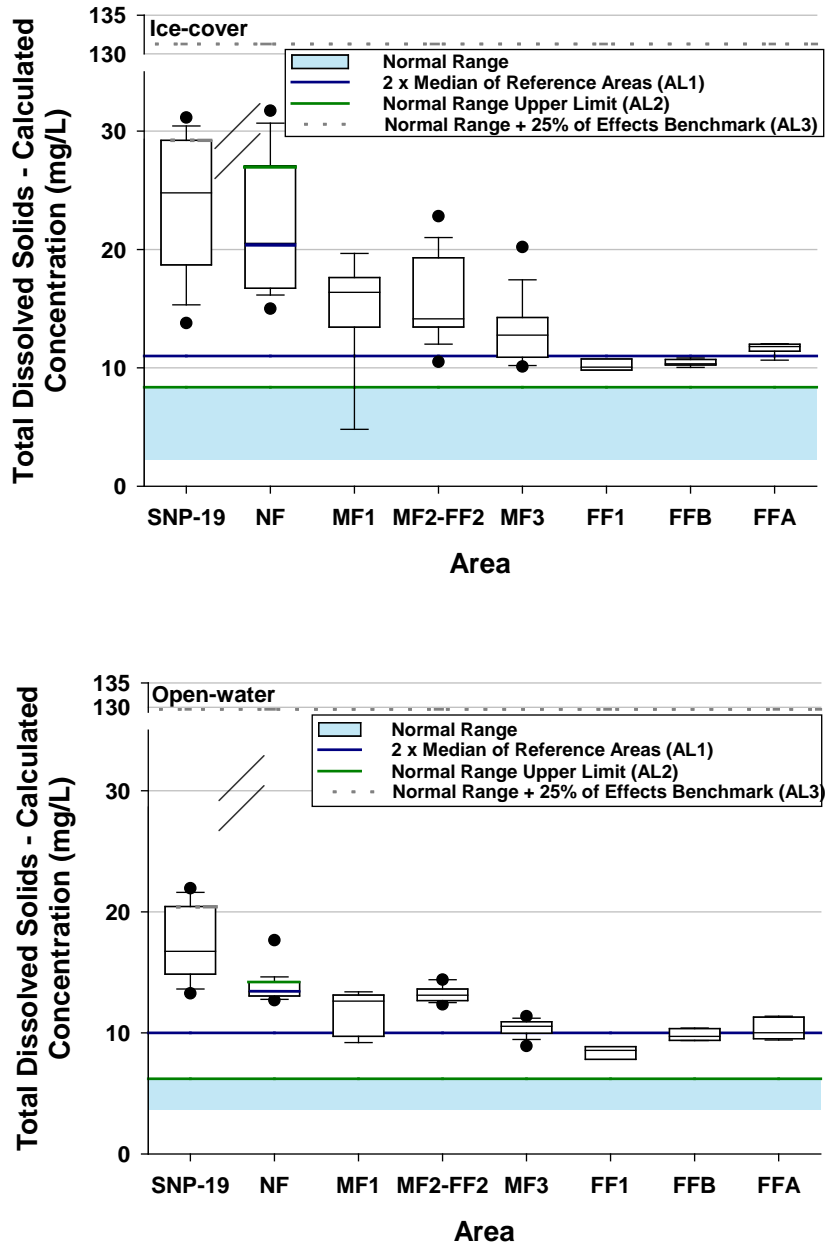 135
Ice-cover
130
Normal Range
2 x Median of Reference Areas (AL1)
Normal Range Upper Limit (AL2)
Normal Range + 25% of Effects Benchmark (AL3)
30
20
10
0
Total Dissolved Solids - Calculated
Concentration (mg/L)
SNP-19 NF MF1 MF2-FF2 MF3 FF1 FFB FFA
Area
135
Open-water
130
Normal Range
2 x Median of Reference Areas (AL1)
Normal Range Upper Limit (AL2)
Normal Range + 25% of Effects Benchmark (AL3)
30
20
10
0
Total Dissolved Solids - Calculated
Concentration (mg/L)
SNP-19 NF MF1 MF2-FF2 MF3 FF1 FFB FFA
Area